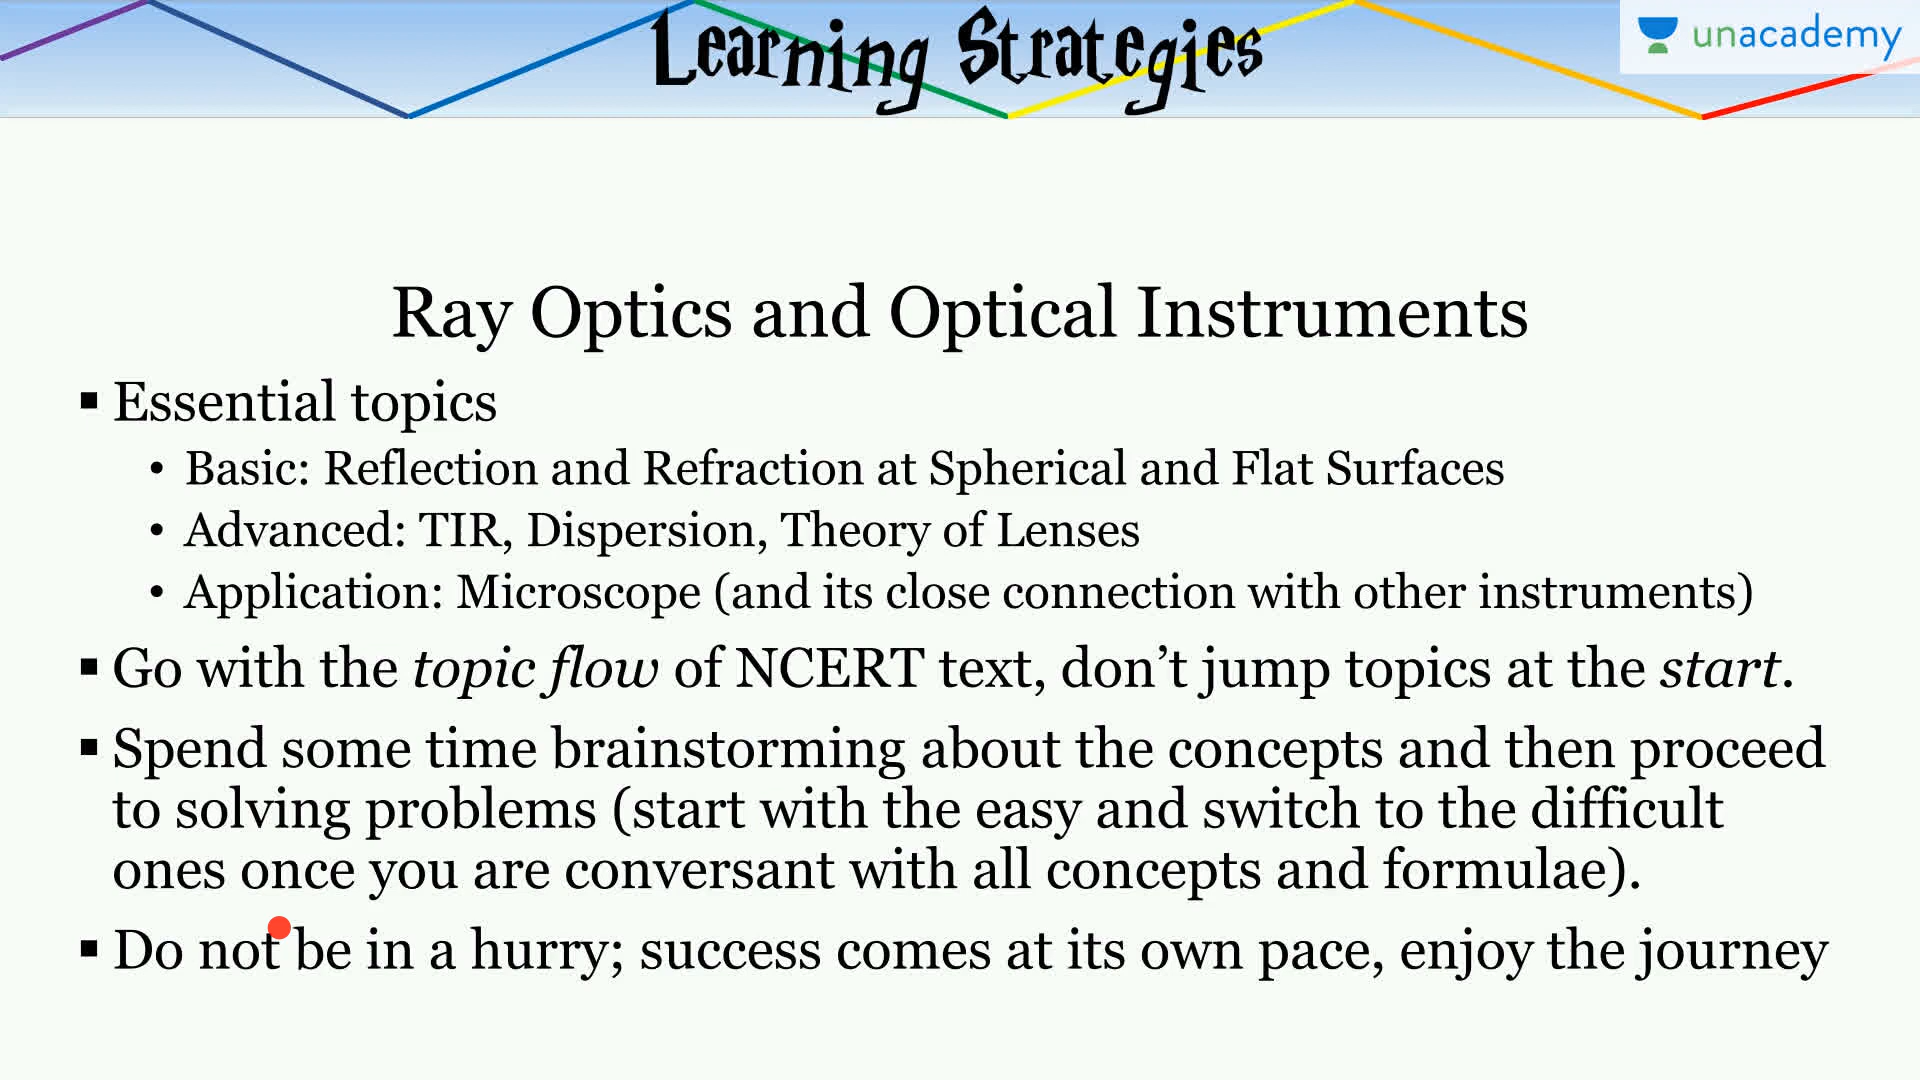 Learning Strategies
unacademy
Ray Optics and Optical Instruments
▪ Essential topics
• Basic: Reflection and Refraction at Spherical and Flat Surfaces
• Advanced: TIR, Dispersion, Theory of Lenses
• Application: Microscope (and its close connection with other instruments)
▪ Go with the topic flow of NCERT text, don’t jump topics at the start.
▪ Spend some time brainstorming about the concepts and then proceed
to solving problems (start with the easy and switch to the difficult
ones once you are conversant with all concepts and formulae).
▪ Do not be in a hurry; success comes at its own pace, enjoy the journey